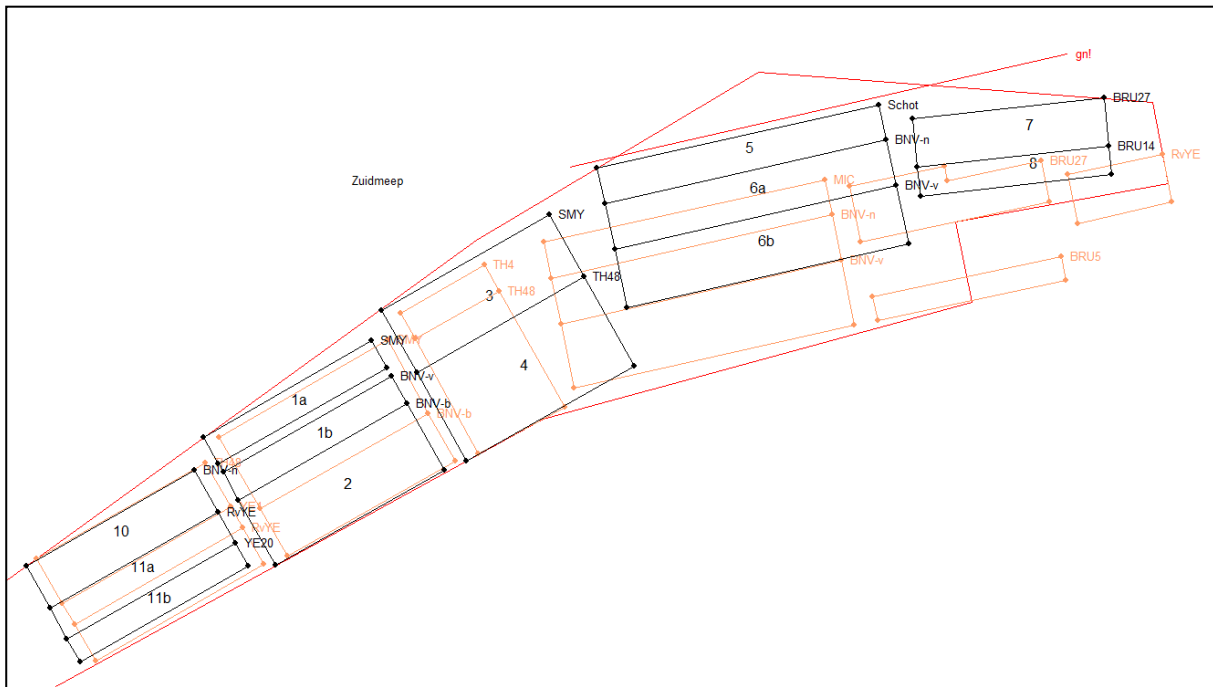 gn!
BRU27
Schot
7
BNV-n
5
BRU14
RvYE
BRU27
8
Zuidmeep
MIC
BNV-v
6a
SMY
BNV-n
6b
BNV-v
BRU5
TH4
TH48
3
TH48
SMY
4
BNV-v
1a
BNV-b
BNV-b
1b
BNV-n
2
RvYE
10
RvYE
YE20
11a
11b